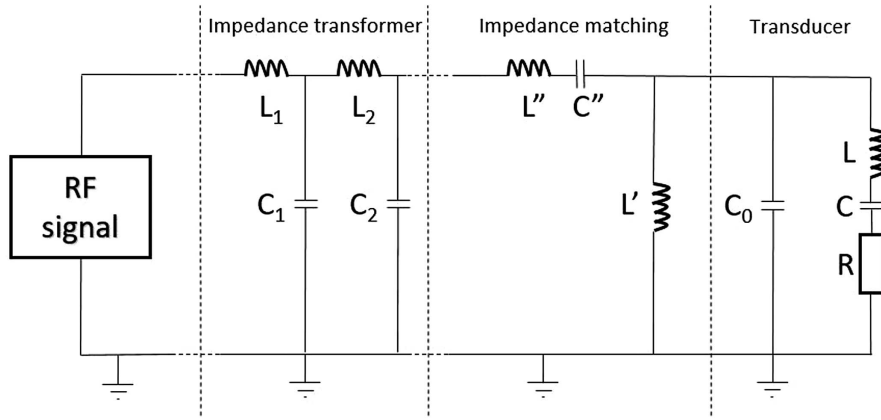 Impedance transformer
Impedance matching
Transducer
L₁
L₂
L”
C”
L
RF
signal
C₁
C₂
L’
C₀
C
R